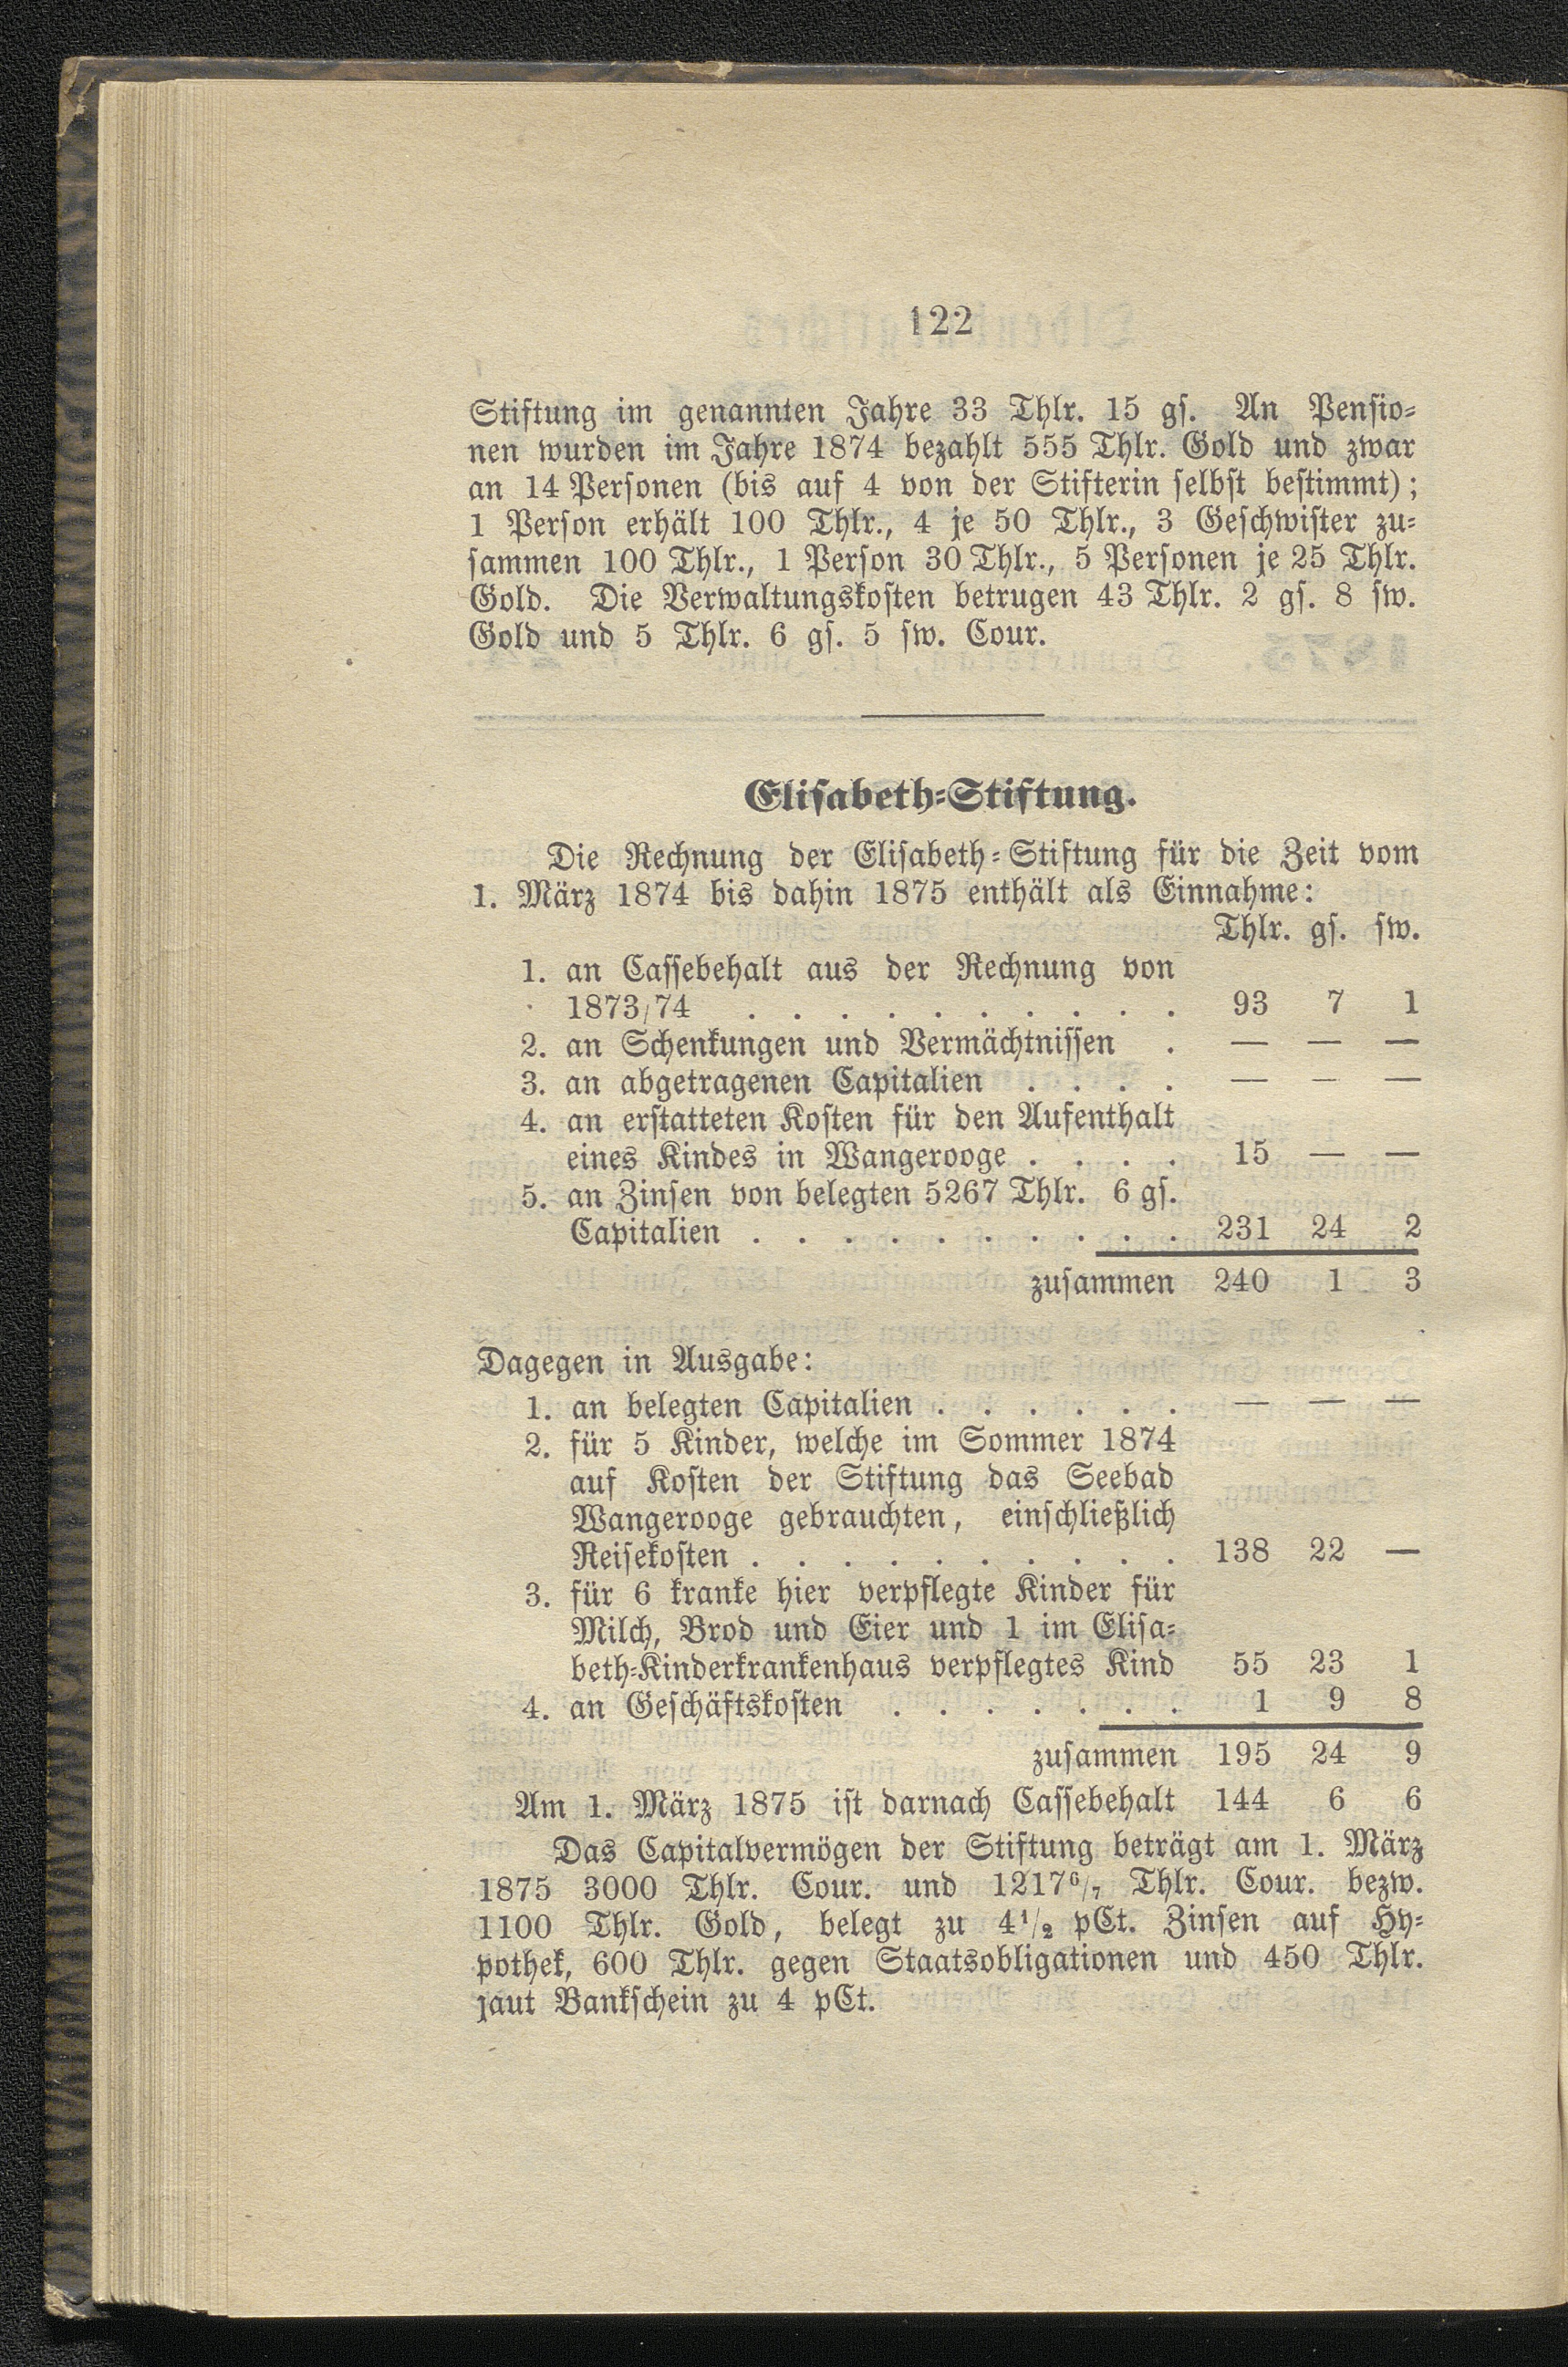 122
Stiftung im genannten Jahre 33 Thlr. 15 gs. An Pensio-
nen wurden im Jahre 1874 bezahlt 555 Thlr. Gold und zwar
an 14 Personen (bis auf 4 von der Stifterin selbst bestimmt);
1 Person erhält 100 Thlr., 4 je 50 Thlr., 3 Geschwister zu-
sammen 100 Thlr., 1 Person 30 Thlr., 5 Personen je 25 Thlr.
Gold. Die Verwaltungskosten betrugen 43 Thlr. 2 gs. 8 sw.
Gold und 5 Thlr. 6 gs. 5 sw. Cour.
Elisabeth-Stiftung.
Die Rechnung der Elisabeth-Stiftung für die Zeit vom
1. März 1874 bis dahin 1875 enthält als Einnahme:
Thlr. gs. sw.
1. an Cassebehalt aus der Rechnung von
1873/74 . . . . . . . . . . 93 7 1
2. an Schenkungen und Vermächtnissen . — — —
3. an abgetragenen Capitalien . . . . — — —
4. an erstatteten Kosten für den Aufenthalt
eines Kindes in Wangerooge . . . . 15 — —
5. an Zinsen von belegten 5267 Thlr. 6 gs.
Capitalien . . . . . . . . . . 231 24 2
zusammen 240 1 3
Dagegen in Ausgabe:
1. an belegten Capitalien . . . . . . — — —
2. für 5 Kinder, welche im Sommer 1874
auf Kosten der Stiftung das Seebad
Wangerooge gebrauchten, einschließlich
Reisekosten . . . . . . . . . . 138 22 —
3. für 6 kranke hier verpflegte Kinder für
Milch, Brod und Eier und 1 im Elisa-
beth-Kinderkrankenhaus verpflegtes Kind 55 23 1
4. an Geschäftskosten . . . . . . . 1 9 8
zusammen 195 24 9
Am 1. März 1875 ist darnach Cassebehalt 144 6 6
Das Capitalvermögen der Stiftung beträgt am 1. März
1875 3000 Thlr. Cour. und 1217⁶/₇ Thlr. Cour. bezw.
1100 Thlr. Gold, belegt zu 4¹/₂ pCt. Zinsen auf Hy-
pothek, 600 Thlr. gegen Staatsobligationen und 450 Thlr.
jaut Bankschein zu 4 pCt.